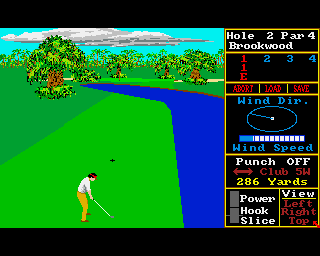 Hole 2 Par 4
Brookwood
1 2 3 4
1
E
ABORT LOAD SAVE
Wind Dir.
Wind Speed
Punch OFF
Club 5W
286 Yards
Power
Hook
Slice
View
Left
Right
Top 5